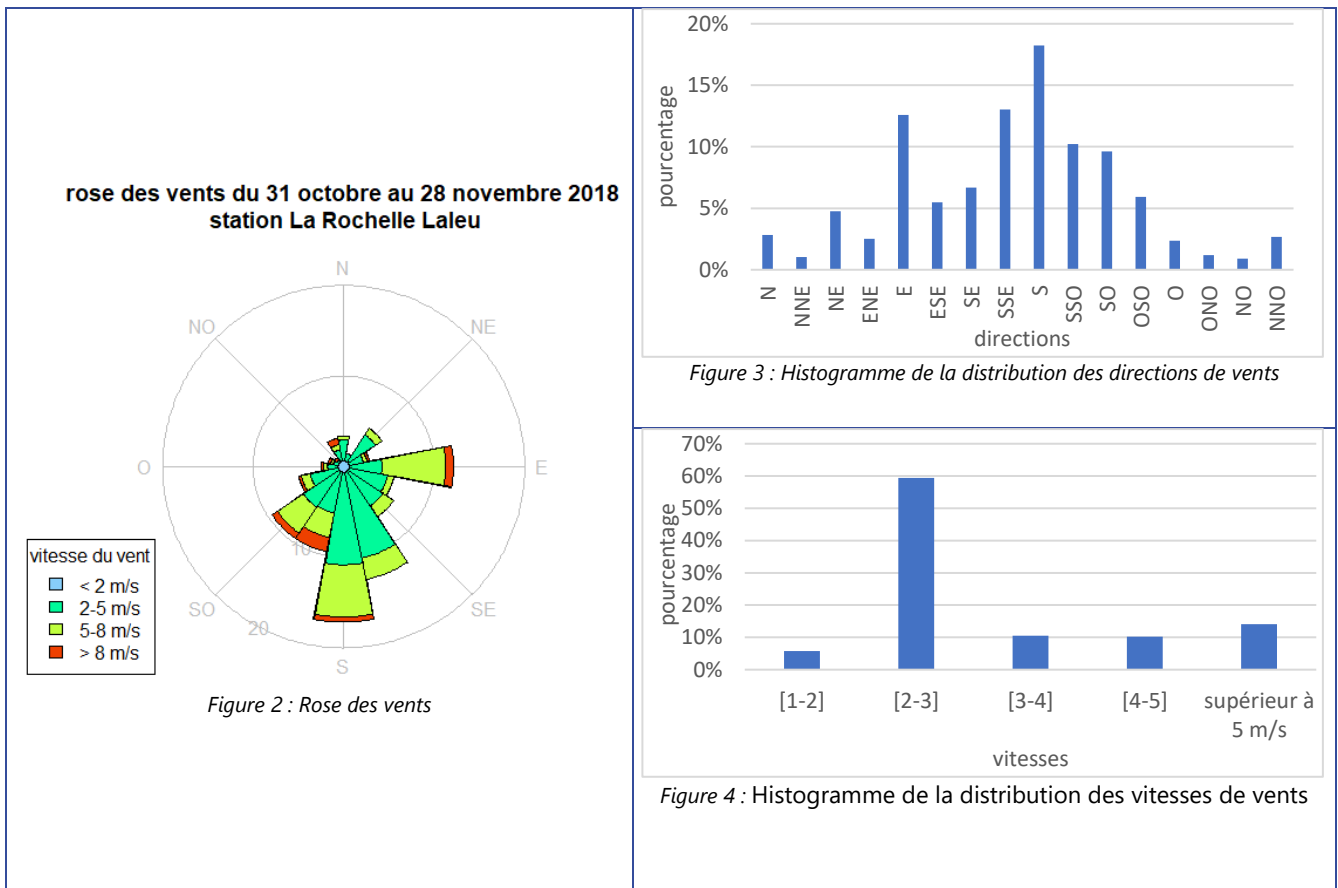 rose des vents du 31 octobre au 28 novembre 2018
station La Rochelle Laleu
N
NO
NE
O
E
10
SO
SE
20
S
vitesse du vent
< 2 m/s
2-5 m/s
5-8 m/s
> 8 m/s
Figure 2 : Rose des vents
20%
15%
10%
5%
0%
pourcentage
N
NNE
NE
ENE
E
ESE
SE
SSE
S
SSO
SO
OSO
O
ONO
NO
NNO
directions
Figure 3 : Histogramme de la distribution des directions de vents
70%
60%
50%
40%
30%
20%
10%
0%
pourcentage
[1-2]
[2-3]
[3-4]
[4-5]
supérieur à
5 m/s
vitesses
Figure 4 : Histogramme de la distribution des vitesses de vents